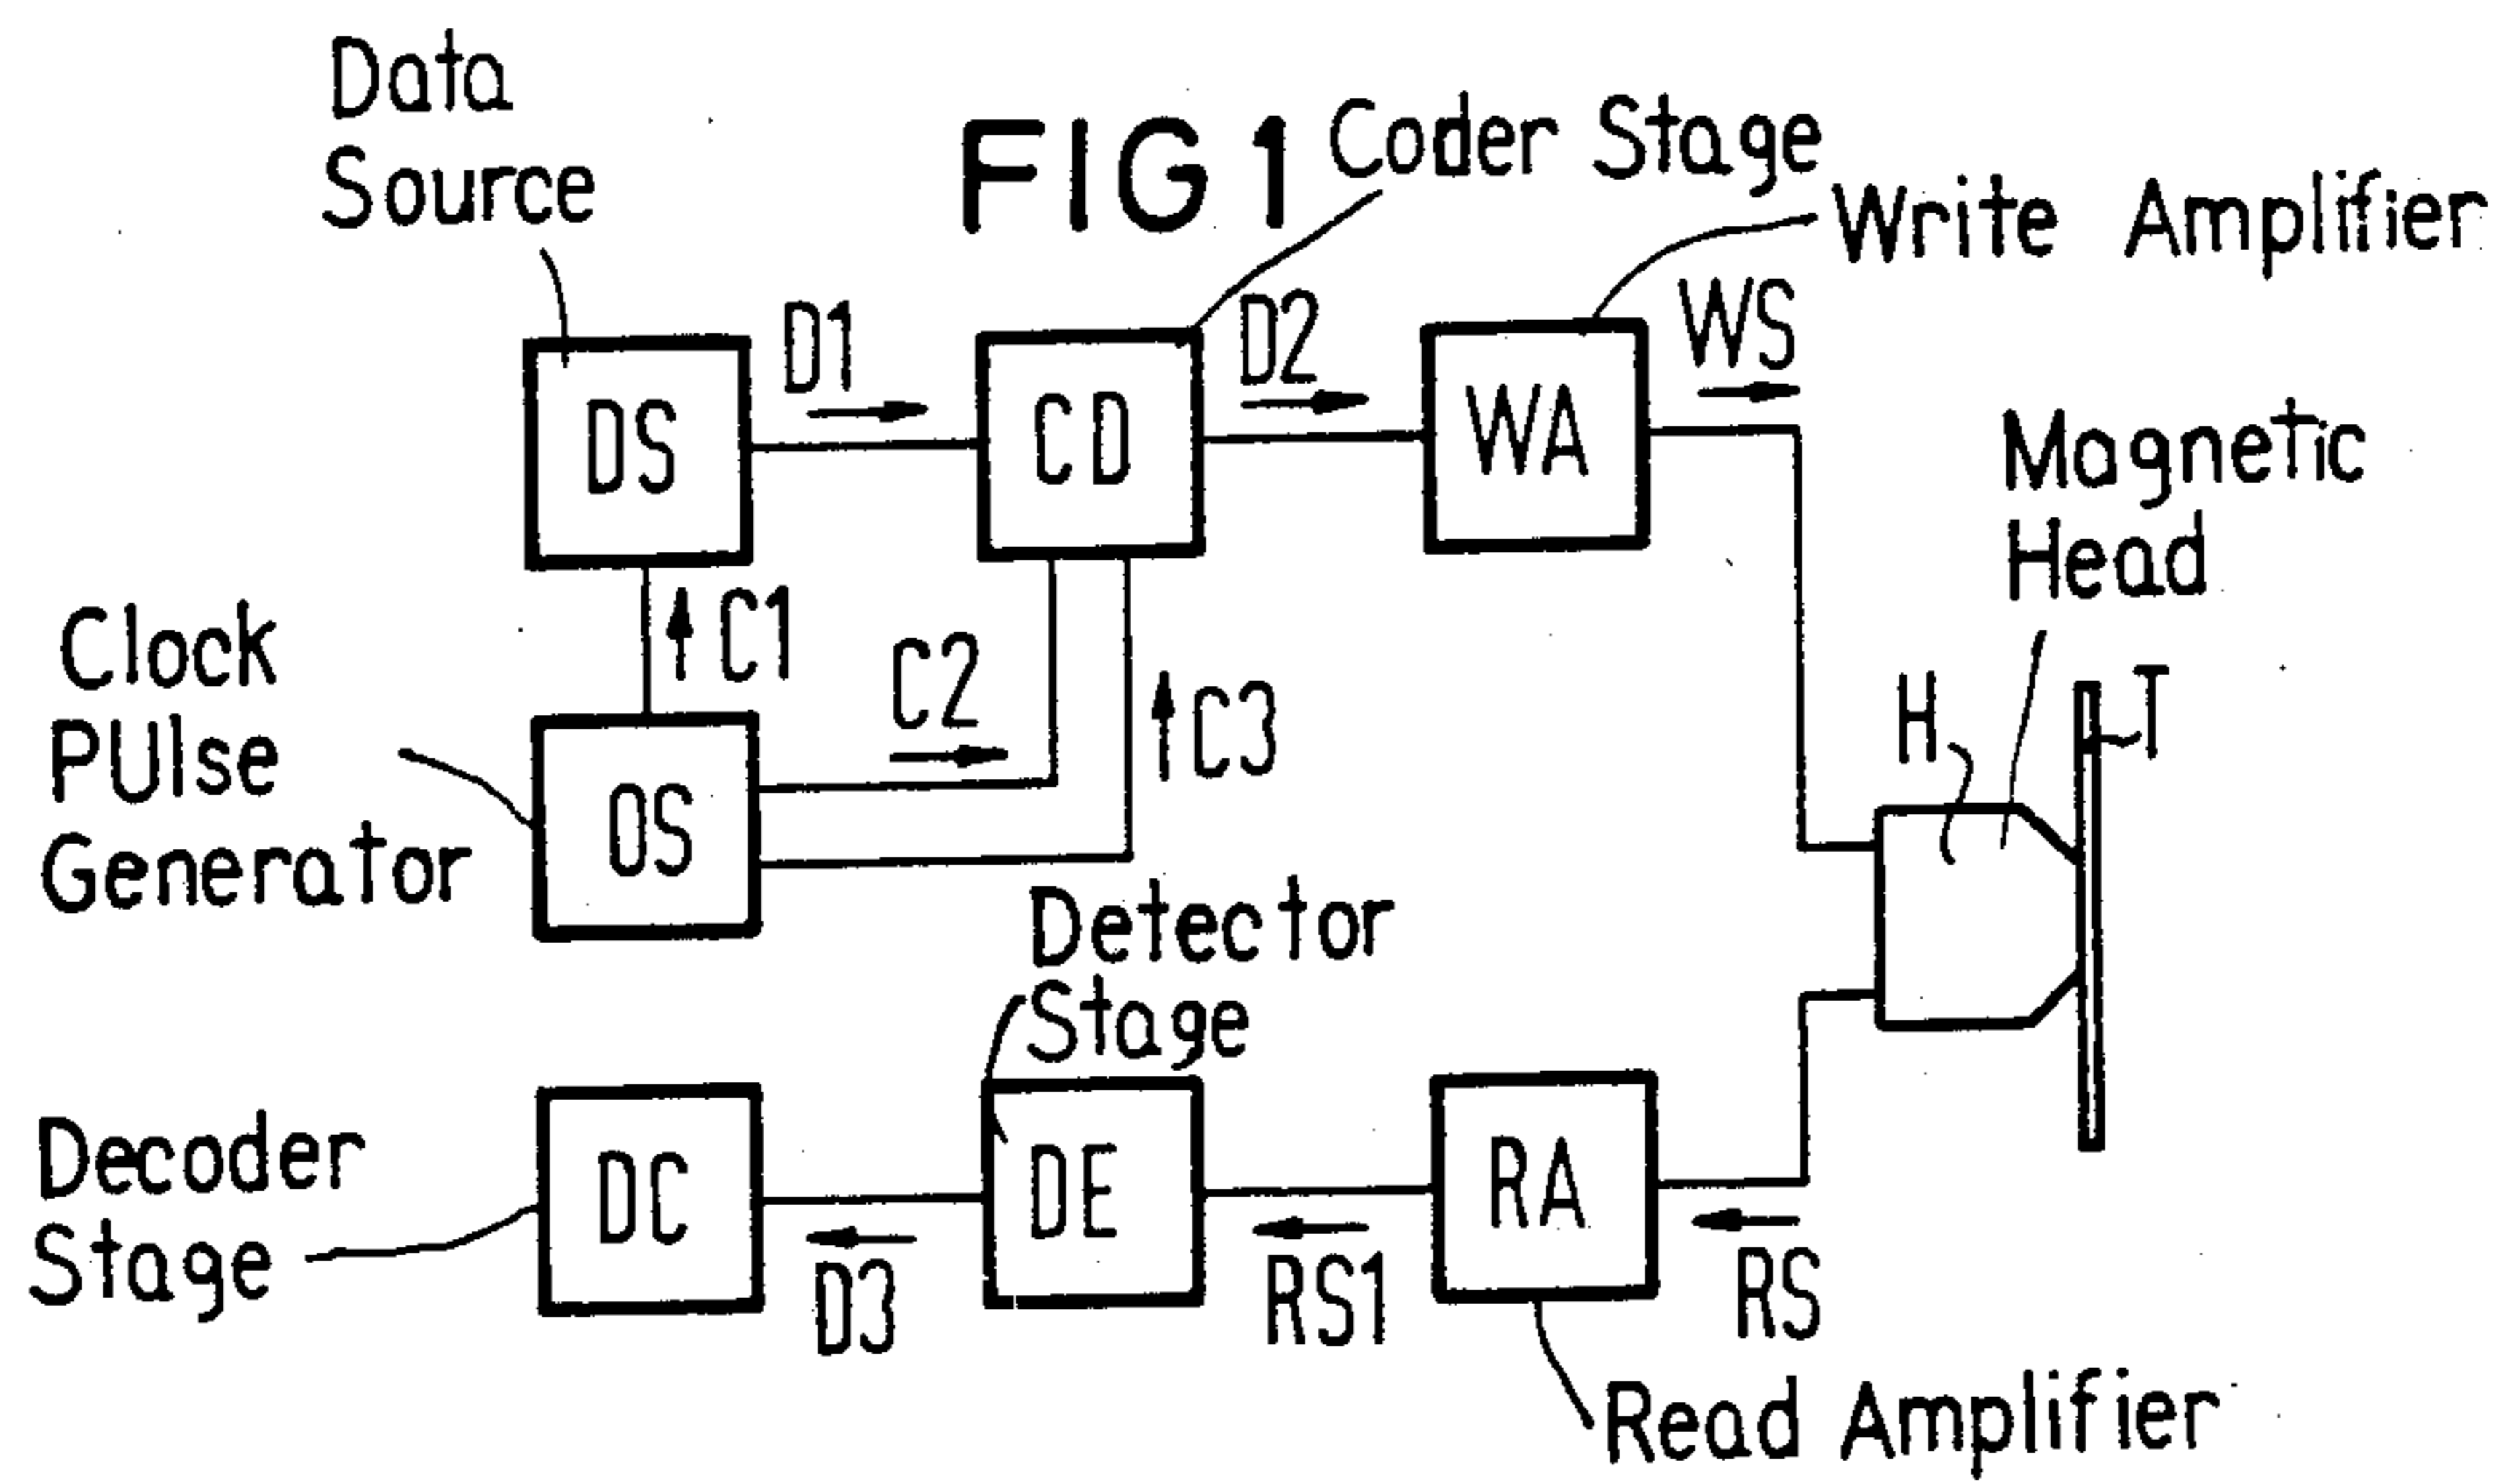 Data
Source
FIG 1
Coder Stage
Write Amplifier
D1
D2
WS
DS
CD
WA
Magnetic
Head
C1
Clock
PUlse
Generator
C2
C3
H
T
OS
Detector
Stage
Decoder
Stage
DC
DE
RA
D3
RS1
RS
Read Amplifier